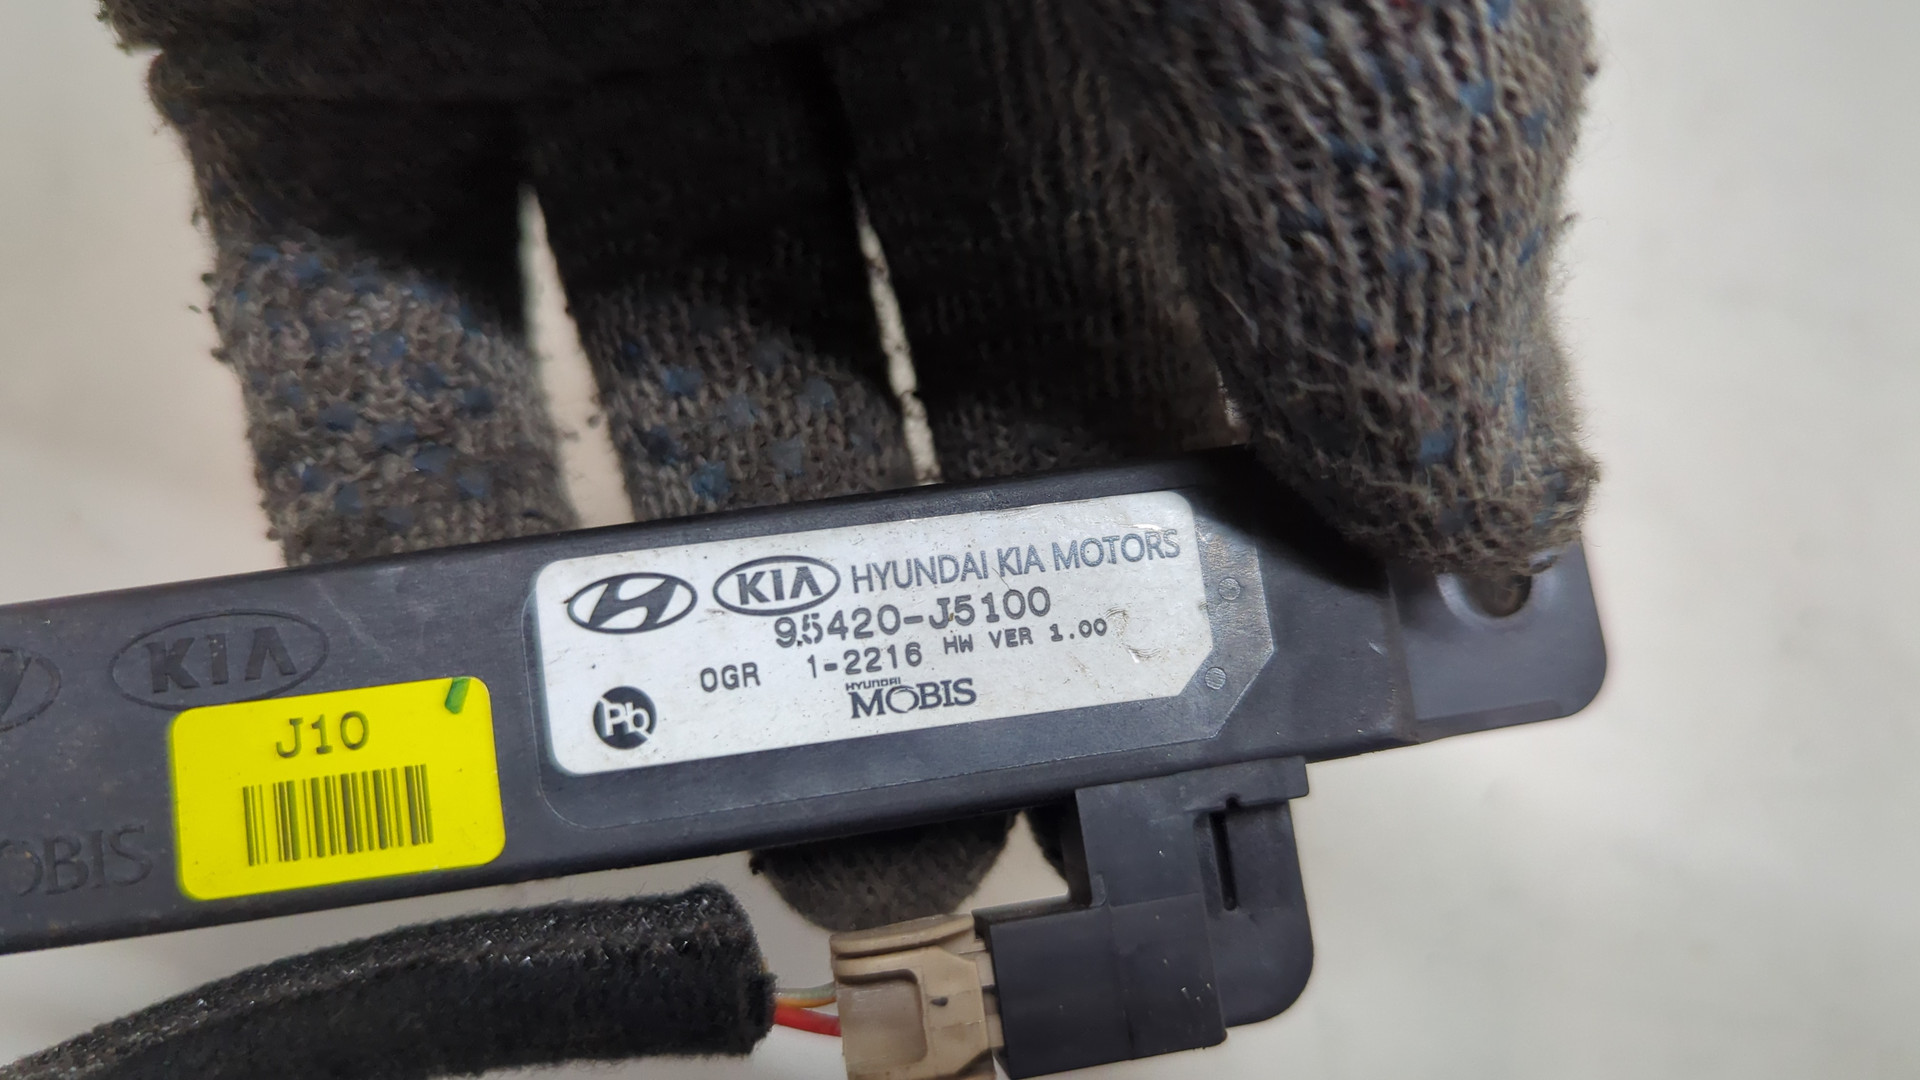 KIA HYUNDAI KIA MOTORS
95420-J5100
OGR 1-2216 HW VER 1.00
HYUNDAI
MOBIS
Pb
KIA
J10
OBIS